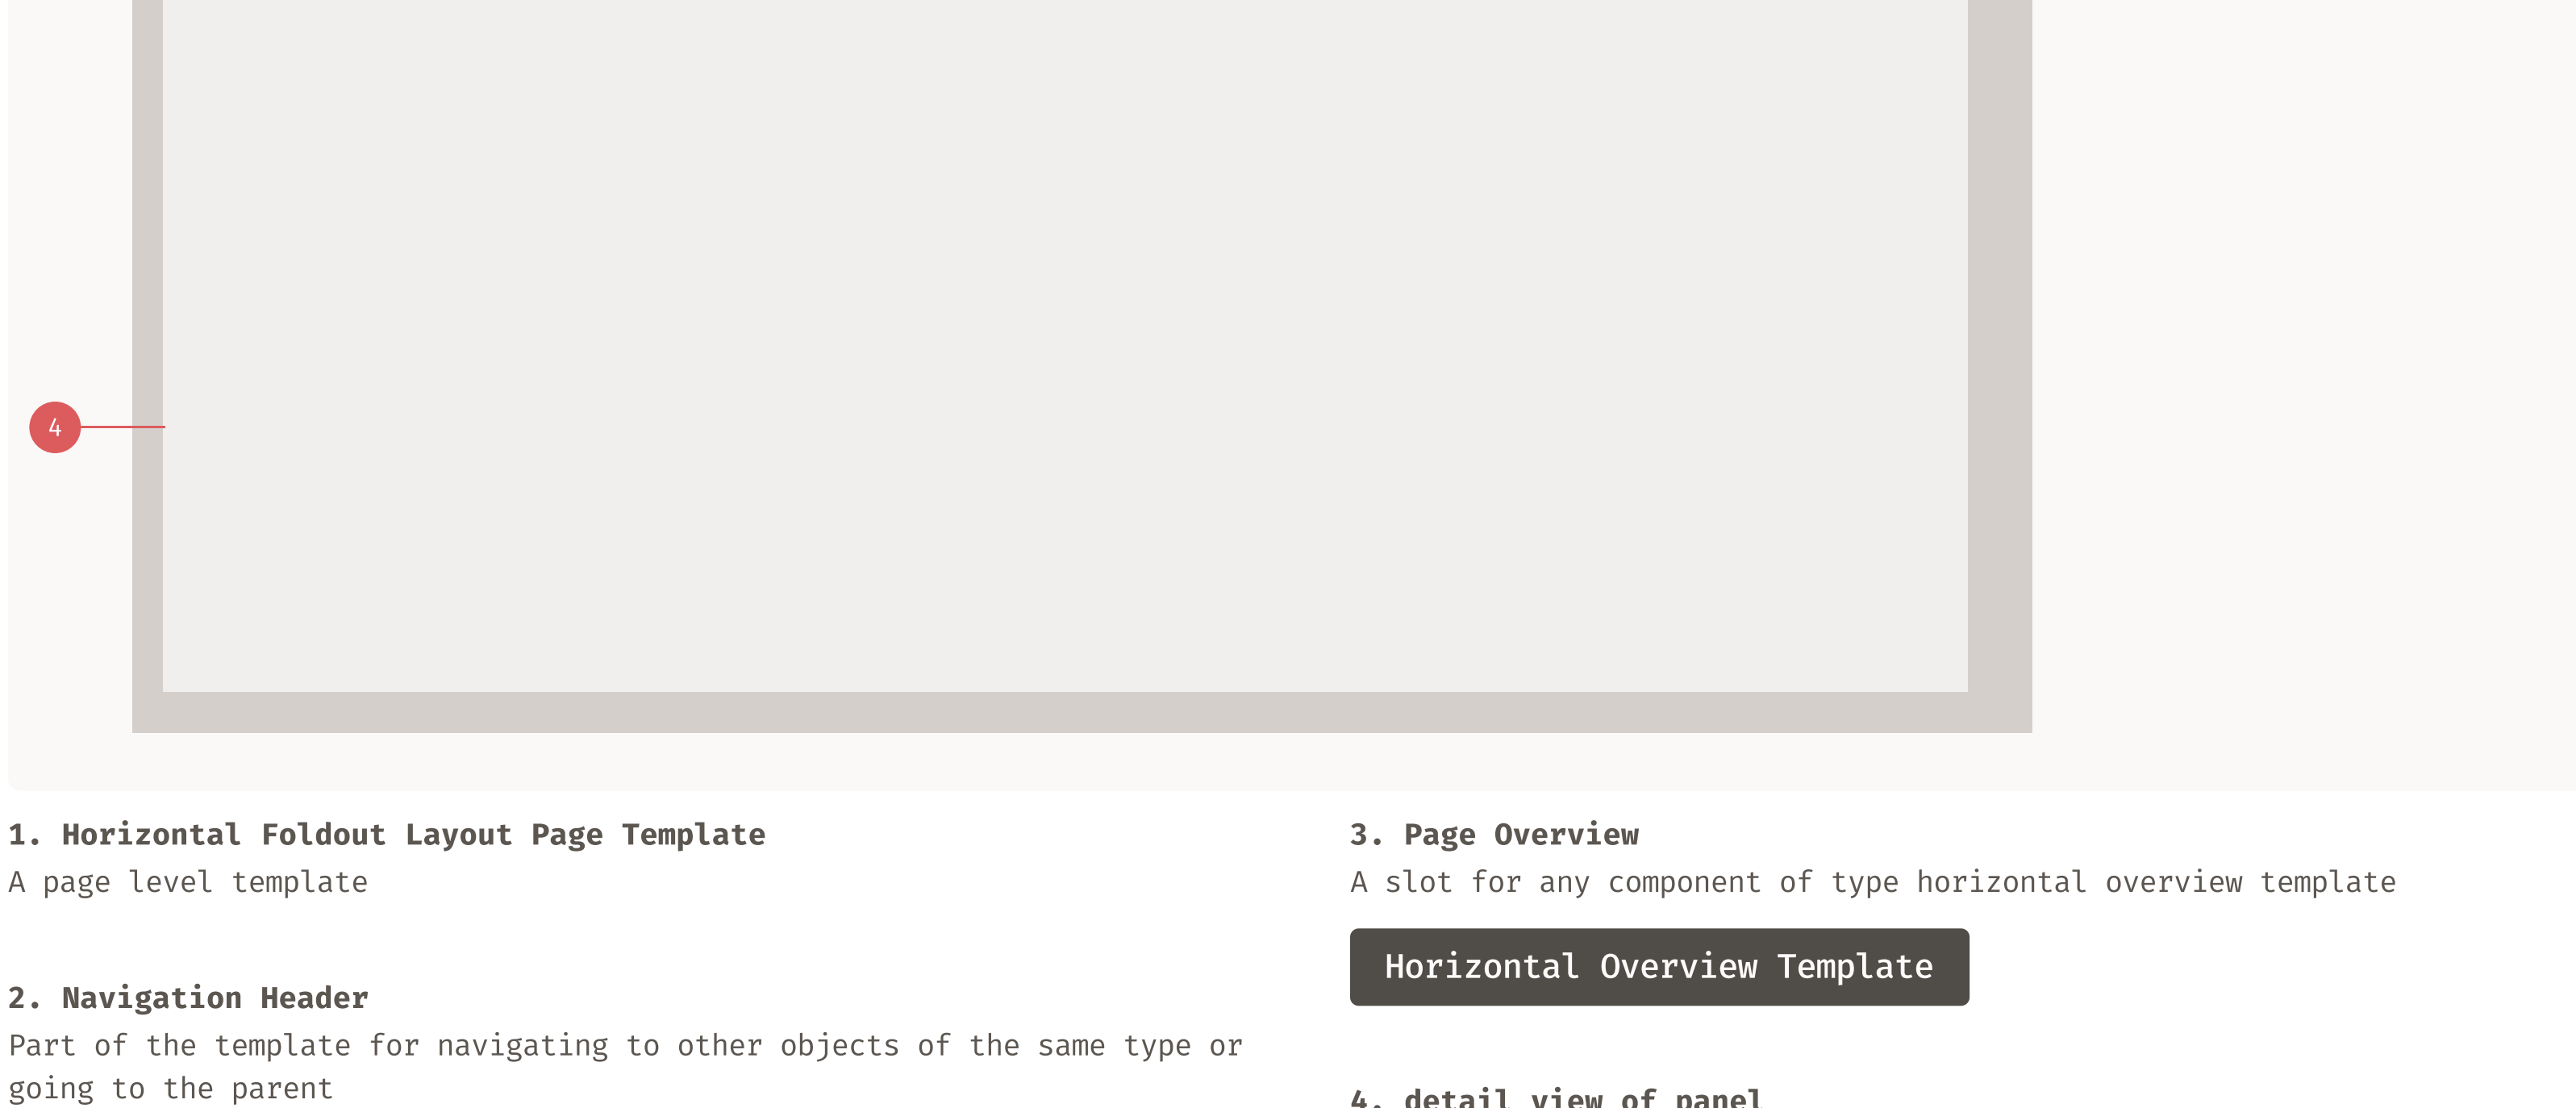 4
1. Horizontal Foldout Layout Page Template
A page level template
2. Navigation Header
Part of the template for navigating to other objects of the same type or
going to the parent
3. Page Overview
A slot for any component of type horizontal overview template
Horizontal Overview Template
4. detail view of panel